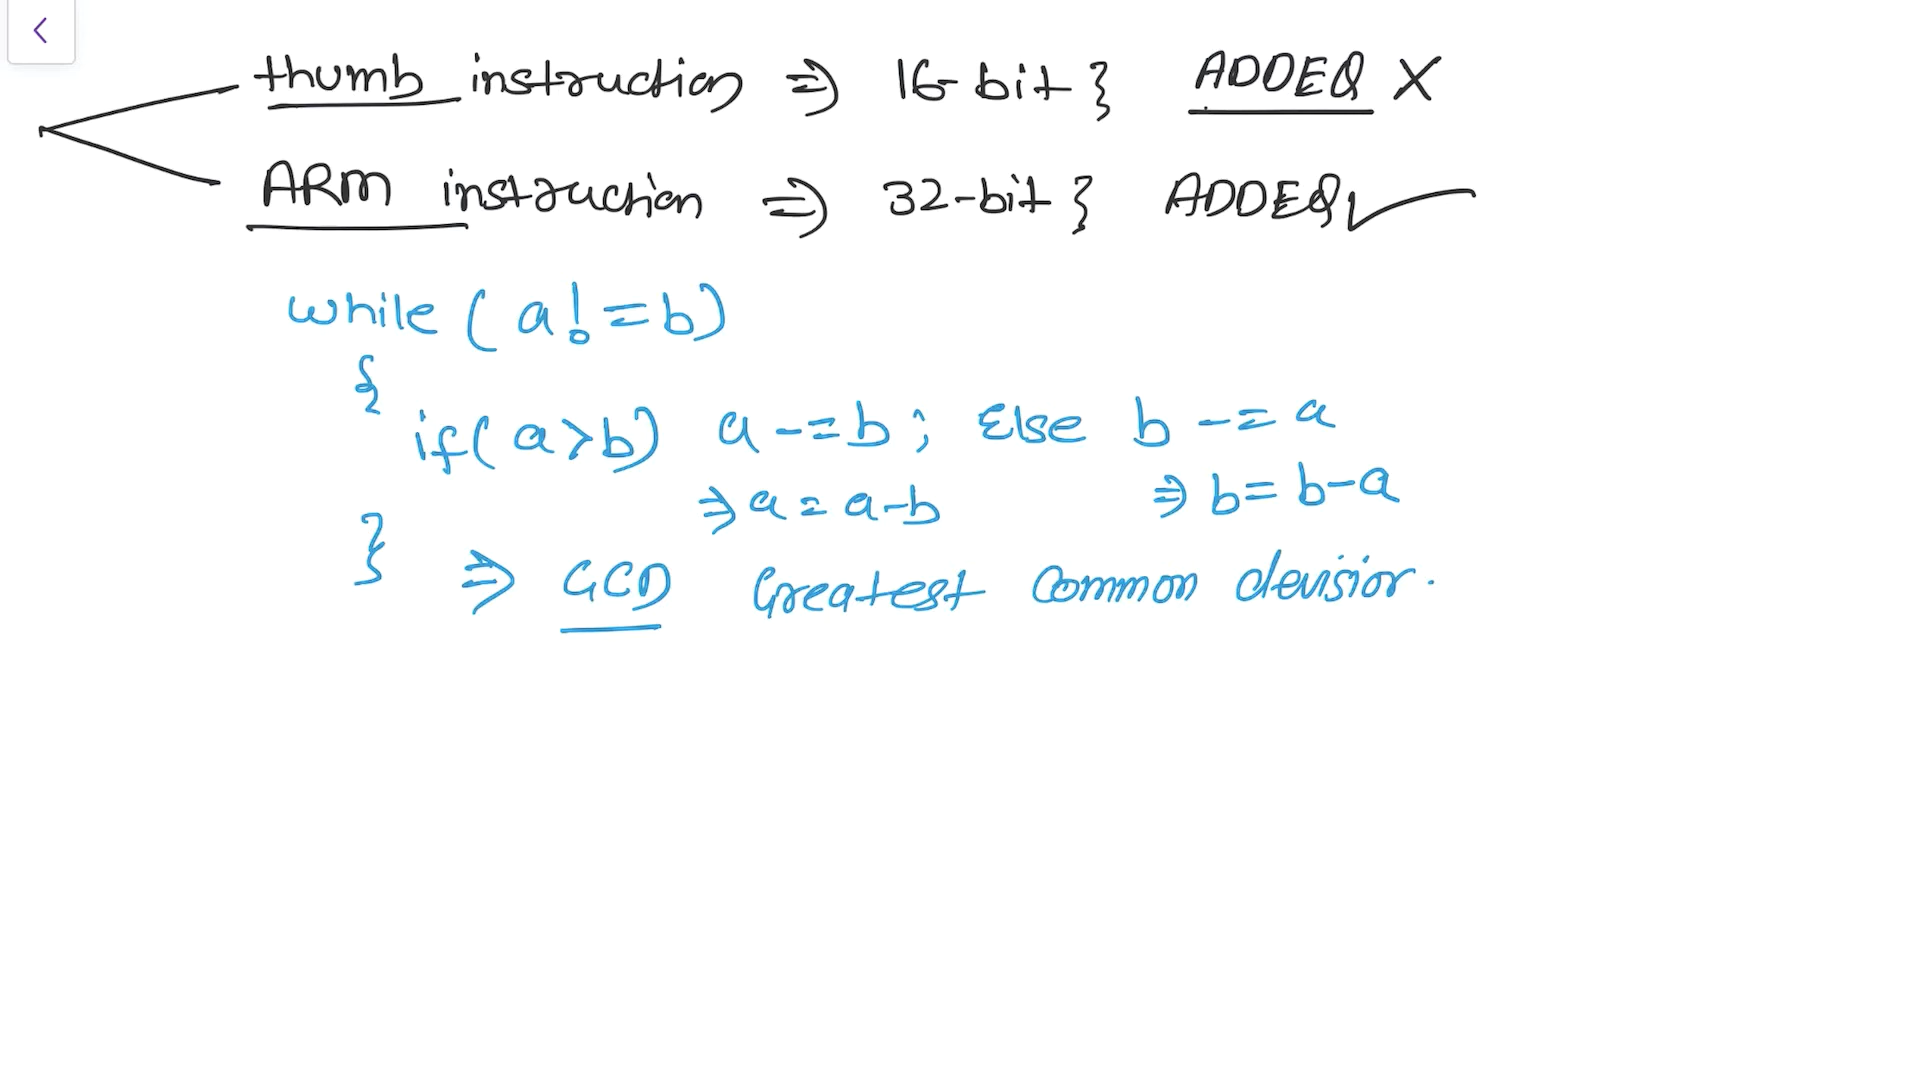 thumb instruction ⇒ 16-bit } ADDEQ X
ARM instruction ⇒ 32-bit } ADDEQ ✓
while ( a != b )
{
if( a>b) a -= b ; Else b -= a
⇒ a = a-b ⇒ b = b-a
} ⇒ GCD Greatest Common devisior.